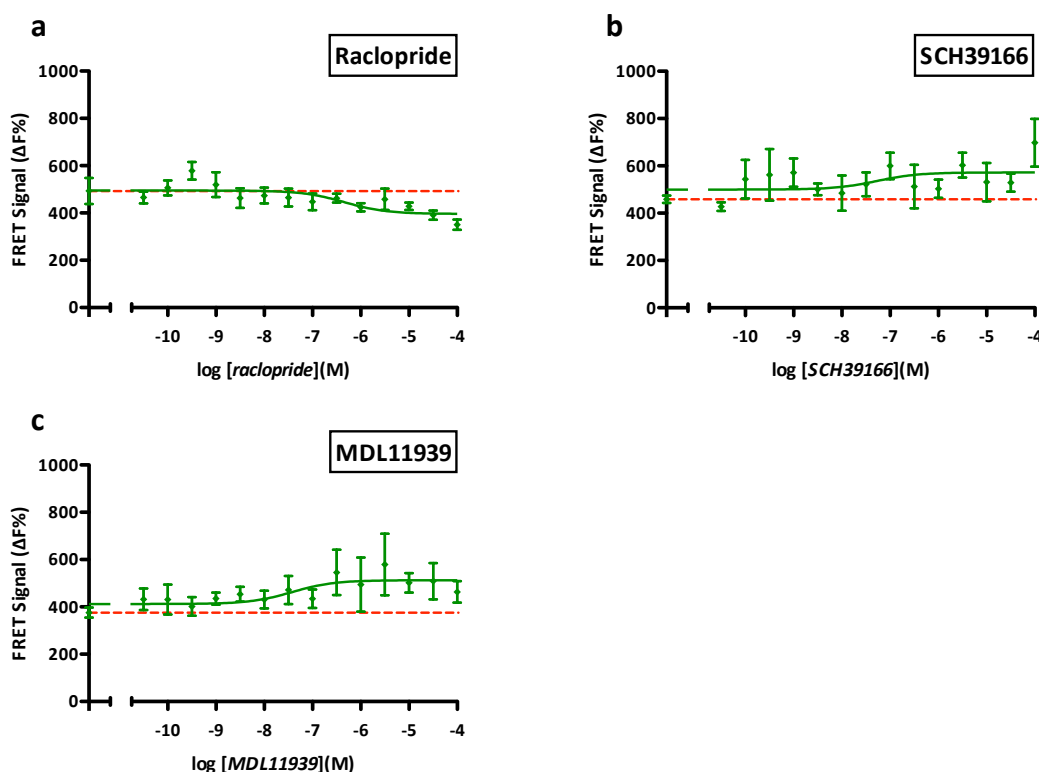 a
Raclopride
1000
800
600
400
200
0
FRET Signal (ΔF%)
-10 -9 -8 -7 -6 -5 -4
log [raclopride](M)
b
SCH39166
1000
800
600
400
200
0
FRET Signal (ΔF%)
-10 -9 -8 -7 -6 -5 -4
log [SCH39166](M)
c
MDL11939
1000
800
600
400
200
0
FRET Signal (ΔF%)
-10 -9 -8 -7 -6 -5 -4
log [MDL11939](M)